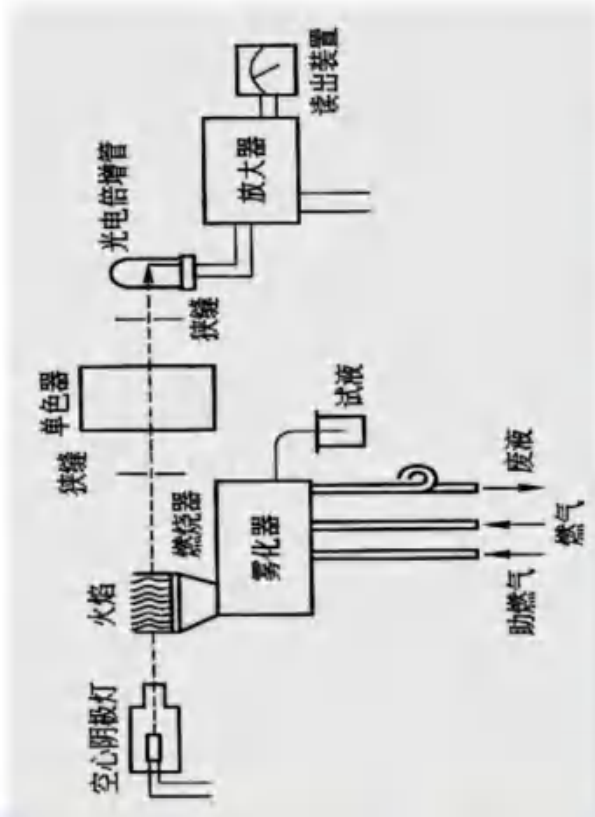 空心阴极灯
火焰
燃烧器
狭缝
单色器
狭缝
光电倍增管
放大器
读出装置
雾化器
试液
助燃气
燃气
废液